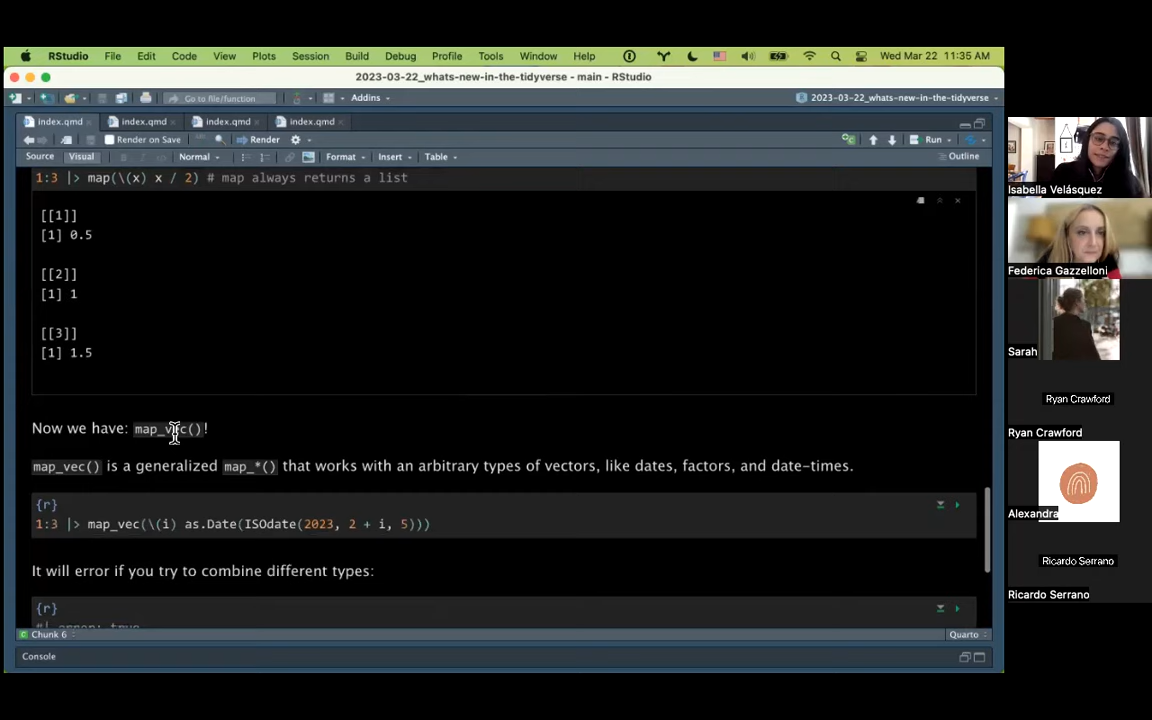 RStudio File Edit Code View Plots Session Build Debug Profile Tools Window Help Wed Mar 22 11:35 AM
2023-03-22_whats-new-in-the-tidyverse - main - RStudio
Go to file/function Addins 2023-03-22_whats-new-in-the-tidyverse
index.qmd index.qmd index.qmd index.qmd
Render on Save Render Run
Source Visual B I Normal Format Insert Table Outline
1:3 |> map(\(x) x / 2) # map always returns a list
[[1]]
[1] 0.5
[[2]]
[1] 1
[[3]]
[1] 1.5
Now we have: map_vec()!
map_vec() is a generalized map_*() that works with an arbitrary types of vectors, like dates, factors, and date-times.
{r}
1:3 |> map_vec(\(i) as.Date(ISOdate(2023, 2 + i, 5)))
It will error if you try to combine different types:
{r}
#| error: true
Chunk 6 Quarto
Console
Isabella Velásquez
Federica Gazzelloni
Sarah
Ryan Crawford
Ryan Crawford
Alexandra
Ricardo Serrano
Ricardo Serrano